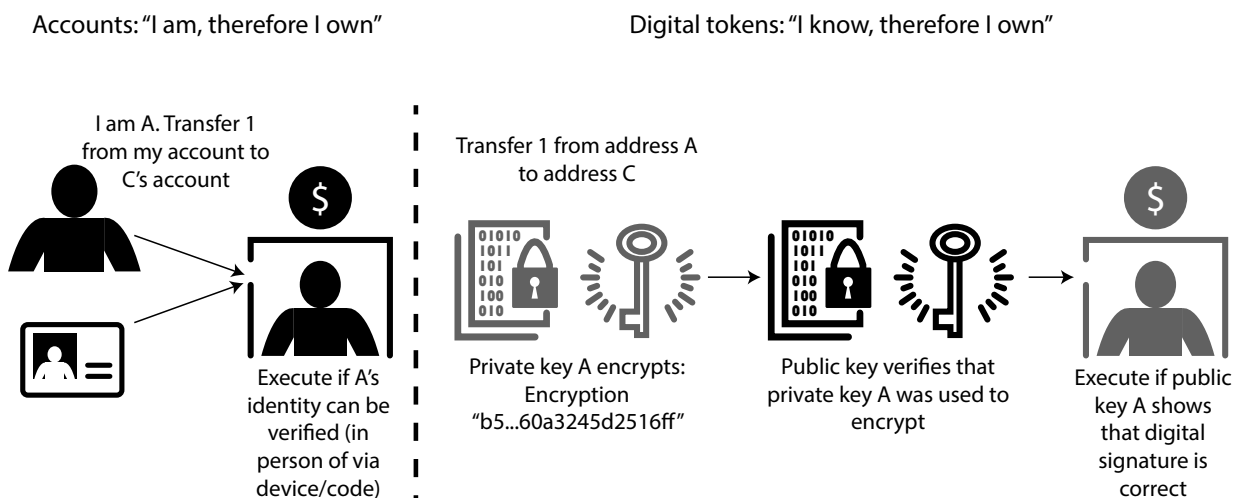 Accounts: “I am, therefore I own”
Digital tokens: “I know, therefore I own”
I am A. Transfer 1
from my account to
C’s account
$
Execute if A’s
identity can be
verified (in
person of via
device/code)
Transfer 1 from address A
to address C
01010
1011
101
010
100
010
Private key A encrypts:
Encryption
“b5...60a3245d2516ff”
01010
1011
101
010
100
010
Public key verifies that
private key A was used to
encrypt
$
Execute if public
key A shows
that digital
signature is
correct